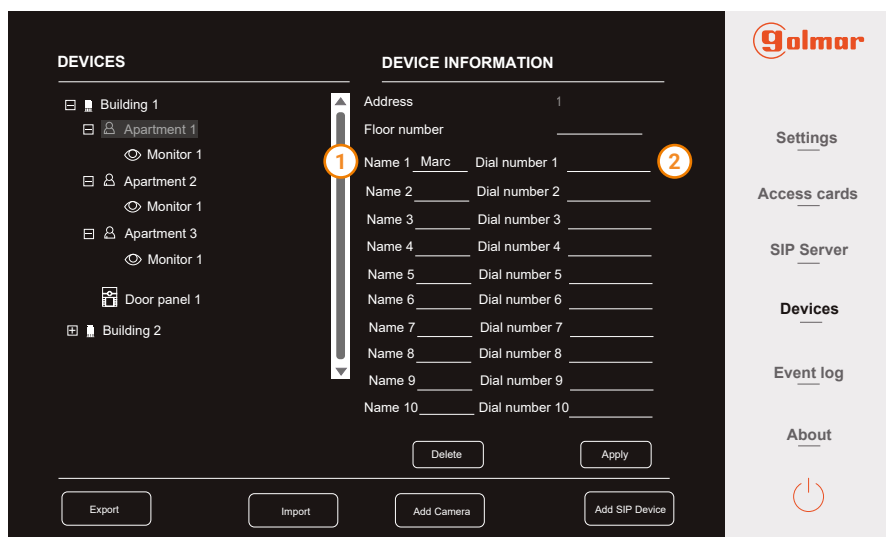 DEVICES
Building 1
Apartment 1
Monitor 1
Apartment 2
Monitor 1
Apartment 3
Monitor 1
Door panel 1
Building 2
DEVICE INFORMATION
Address 1
Floor number
1 Name 1 Marc Dial number 1 2
Name 2 Dial number 2
Name 3 Dial number 3
Name 4 Dial number 4
Name 5 Dial number 5
Name 6 Dial number 6
Name 7 Dial number 7
Name 8 Dial number 8
Name 9 Dial number 9
Name 10 Dial number 10
Delete Apply
Export Import Add Camera Add SIP Device
golmar
Settings
Access cards
SIP Server
Devices
Event log
About